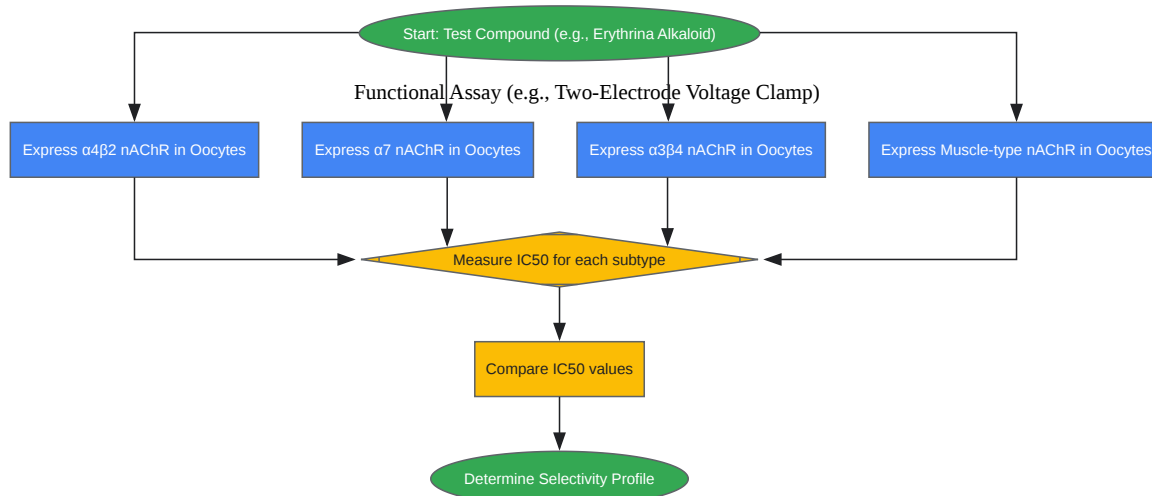 Start: Test Compound (e.g., Erythrina Alkaloid)
Functional Assay (e.g., Two-Electrode Voltage Clamp)
Express α4β2 nAChR in Oocytes
Express α7 nAChR in Oocytes
Express α3β4 nAChR in Oocytes
Express Muscle-type nAChR in Oocytes
Measure IC50 for each subtype
Compare IC50 values
Determine Selectivity Profile